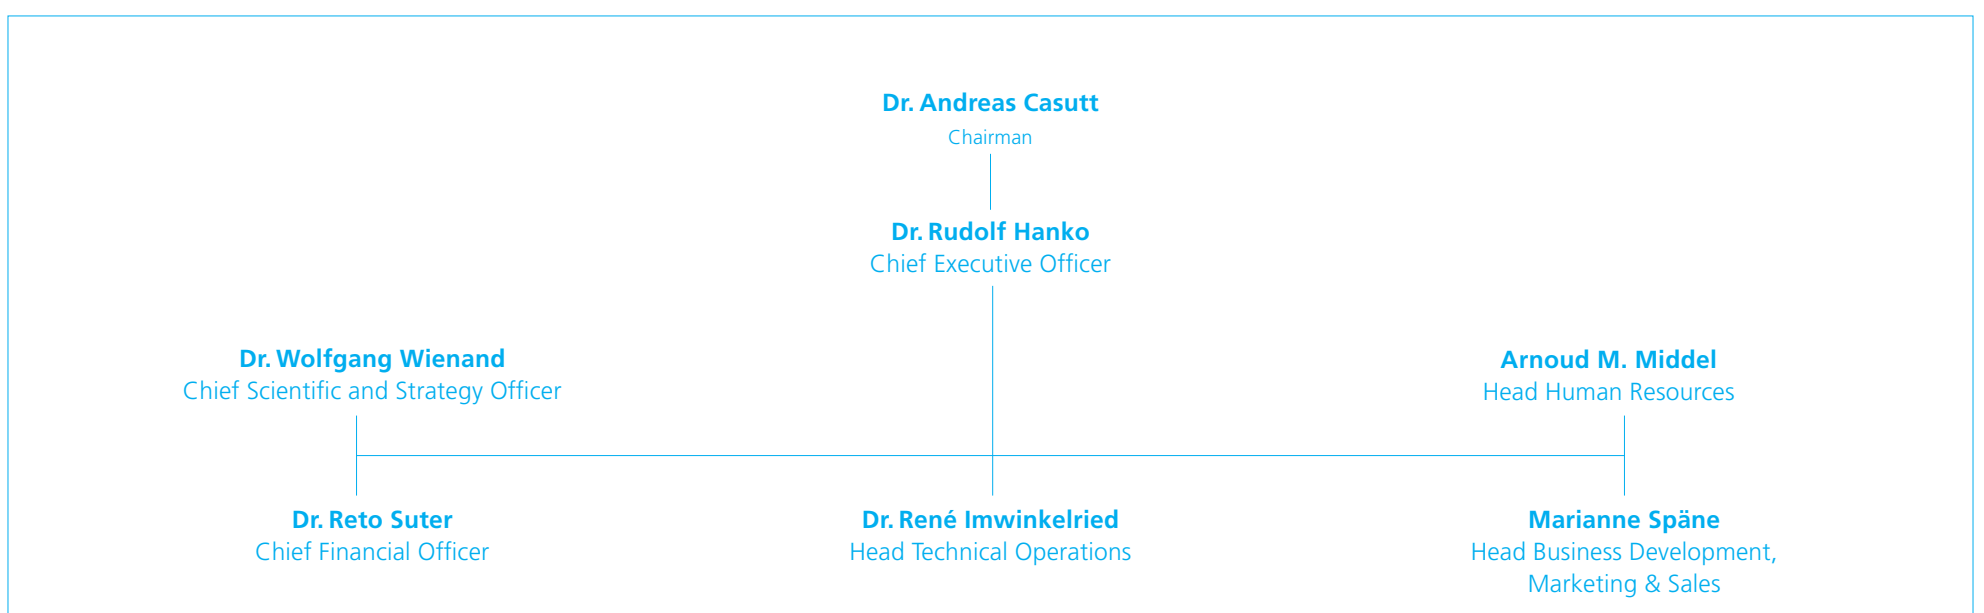 Dr. Andreas Casutt
Chairman
Dr. Rudolf Hanko
Chief Executive Officer
Dr. Wolfgang Wienand
Chief Scientific and Strategy Officer
Arnoud M. Middel
Head Human Resources
Dr. Reto Suter
Chief Financial Officer
Dr. René Imwinkelried
Head Technical Operations
Marianne Späne
Head Business Development,
Marketing & Sales